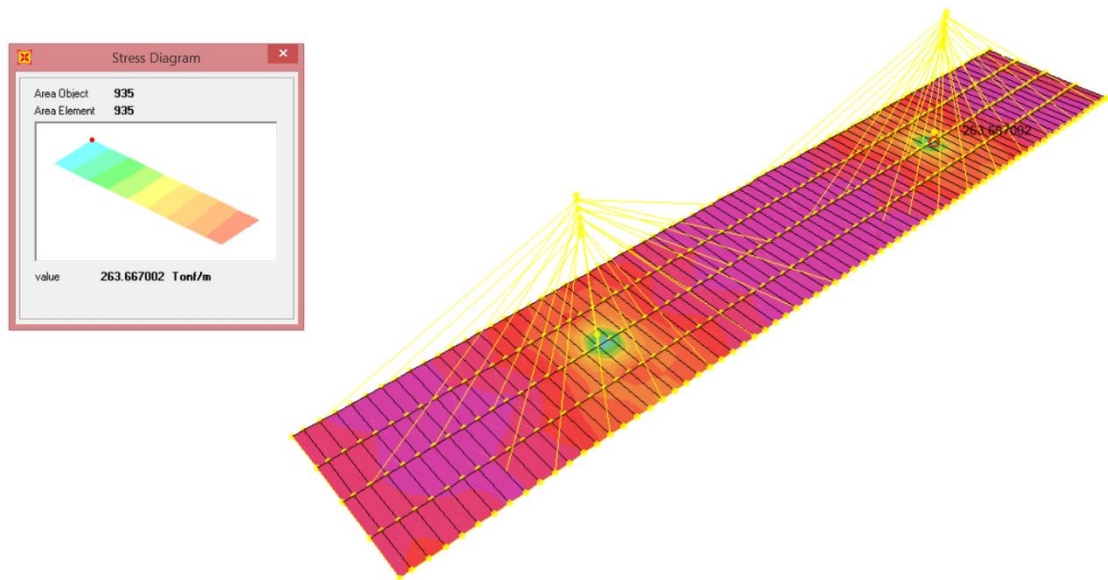 Stress Diagram
Area Object 935
Area Element 935
value 263.667002 Tonf/m
263.667002